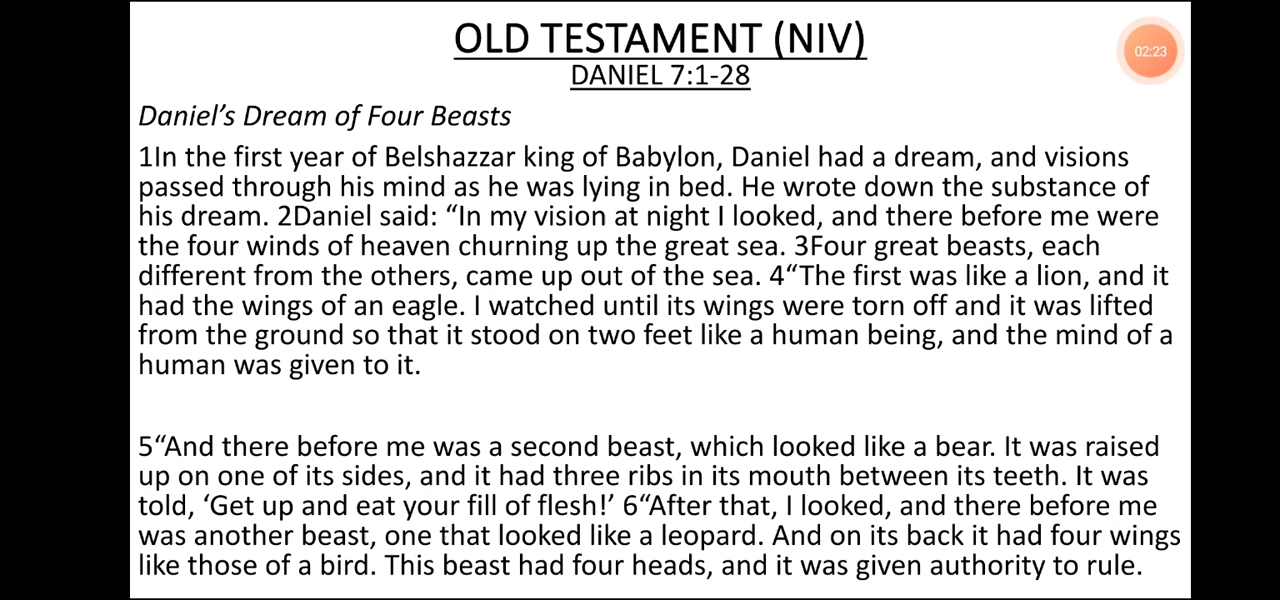 OLD TESTAMENT (NIV)
02:23
DANIEL 7:1-28
Daniel’s Dream of Four Beasts
1In the first year of Belshazzar king of Babylon, Daniel had a dream, and visions
passed through his mind as he was lying in bed. He wrote down the substance of
his dream. 2Daniel said: “In my vision at night I looked, and there before me were
the four winds of heaven churning up the great sea. 3Four great beasts, each
different from the others, came up out of the sea. 4“The first was like a lion, and it
had the wings of an eagle. I watched until its wings were torn off and it was lifted
from the ground so that it stood on two feet like a human being, and the mind of a
human was given to it.
5“And there before me was a second beast, which looked like a bear. It was raised
up on one of its sides, and it had three ribs in its mouth between its teeth. It was
told, ‘Get up and eat your fill of flesh!’ 6“After that, I looked, and there before me
was another beast, one that looked like a leopard. And on its back it had four wings
like those of a bird. This beast had four heads, and it was given authority to rule.